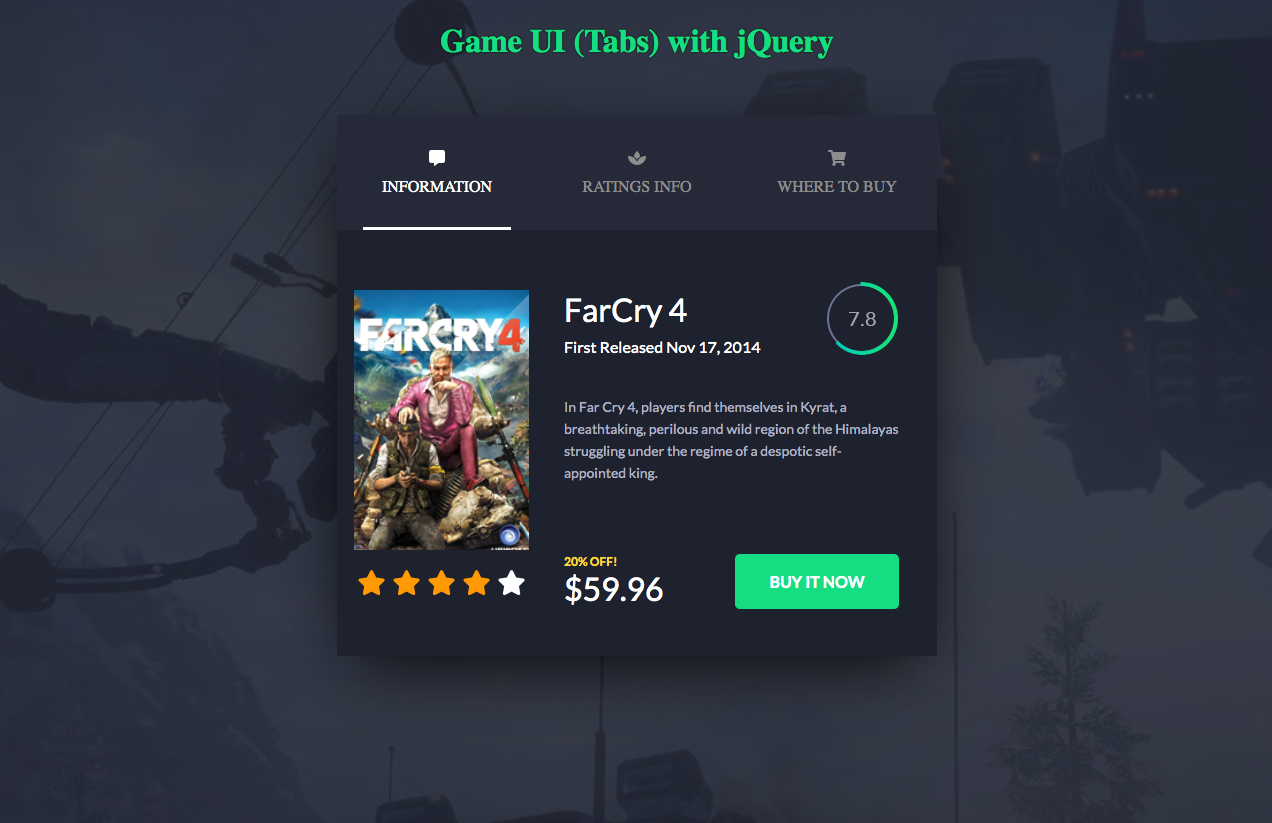 Game UI (Tabs) with jQuery
INFORMATION
RATINGS INFO
WHERE TO BUY
FARCRY4
FarCry 4
7.8
First Released Nov 17, 2014
In Far Cry 4, players find themselves in Kyrat, a
breathtaking, perilous and wild region of the Himalayas
struggling under the regime of a despotic self-
appointed king.
20% OFF!
$59.96
BUY IT NOW